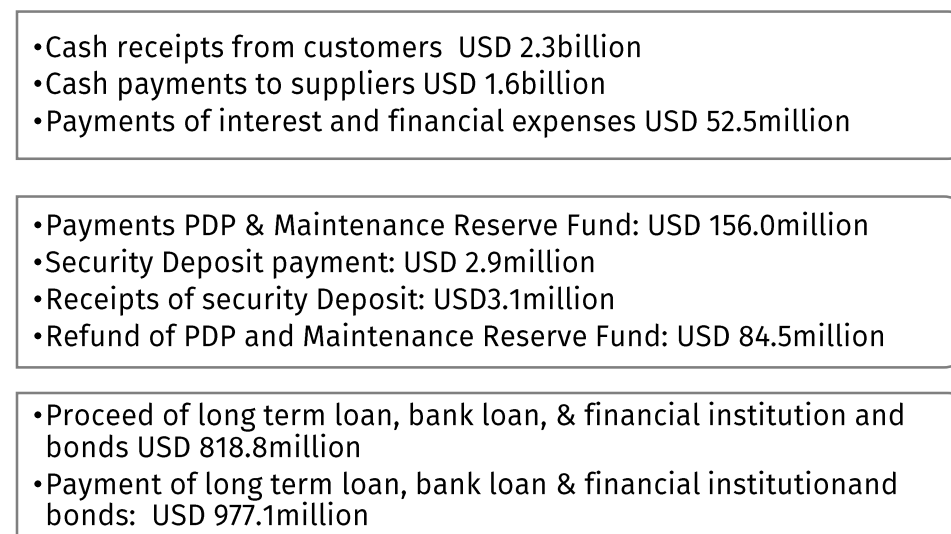 •Cash receipts from customers  USD 2.3billion
•Cash payments to suppliers USD 1.6billion
•Payments of interest and financial expenses USD 52.5million
•Payments PDP & Maintenance Reserve Fund: USD 156.0million
•Security Deposit payment: USD 2.9million
•Receipts of security Deposit: USD3.1million
•Refund of PDP and Maintenance Reserve Fund: USD 84.5million
•Proceed of long term loan, bank loan, & financial institution and
bonds USD 818.8million
•Payment of long term loan, bank loan & financial institutionand
bonds:  USD 977.1million